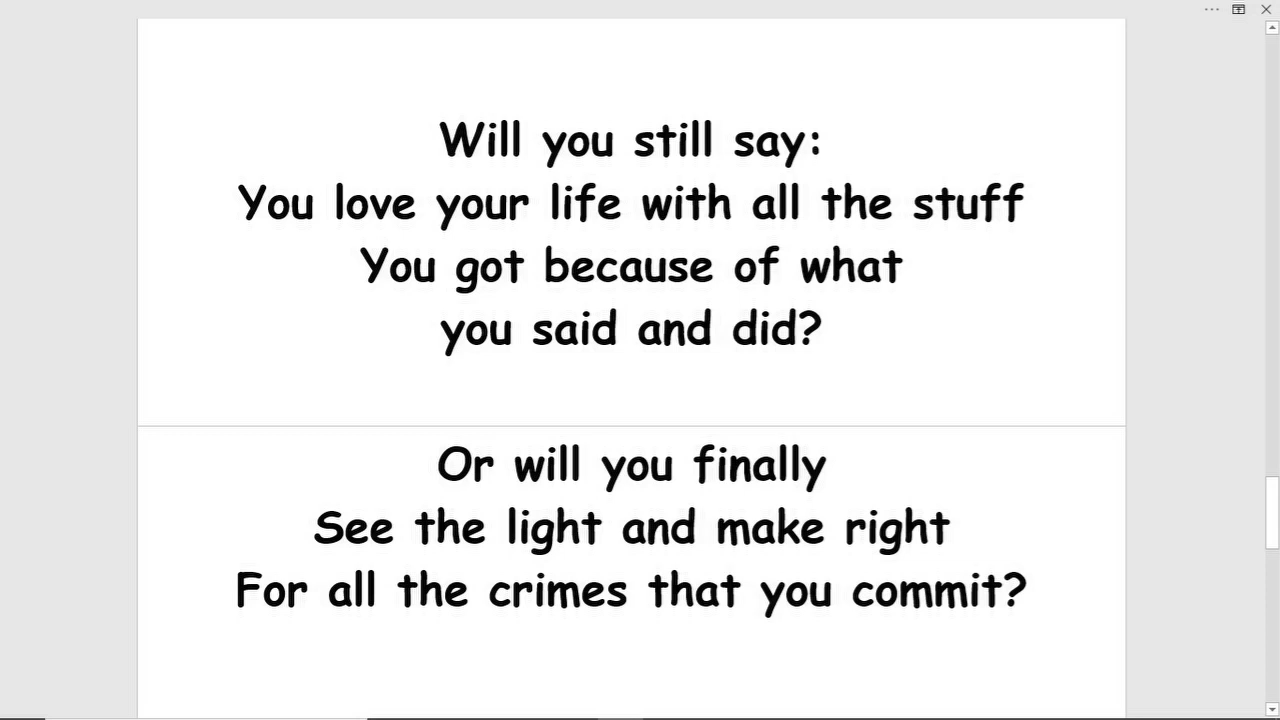 Will you still say:
You love your life with all the stuff
You got because of what
you said and did?
Or will you finally
See the light and make right
For all the crimes that you commit?